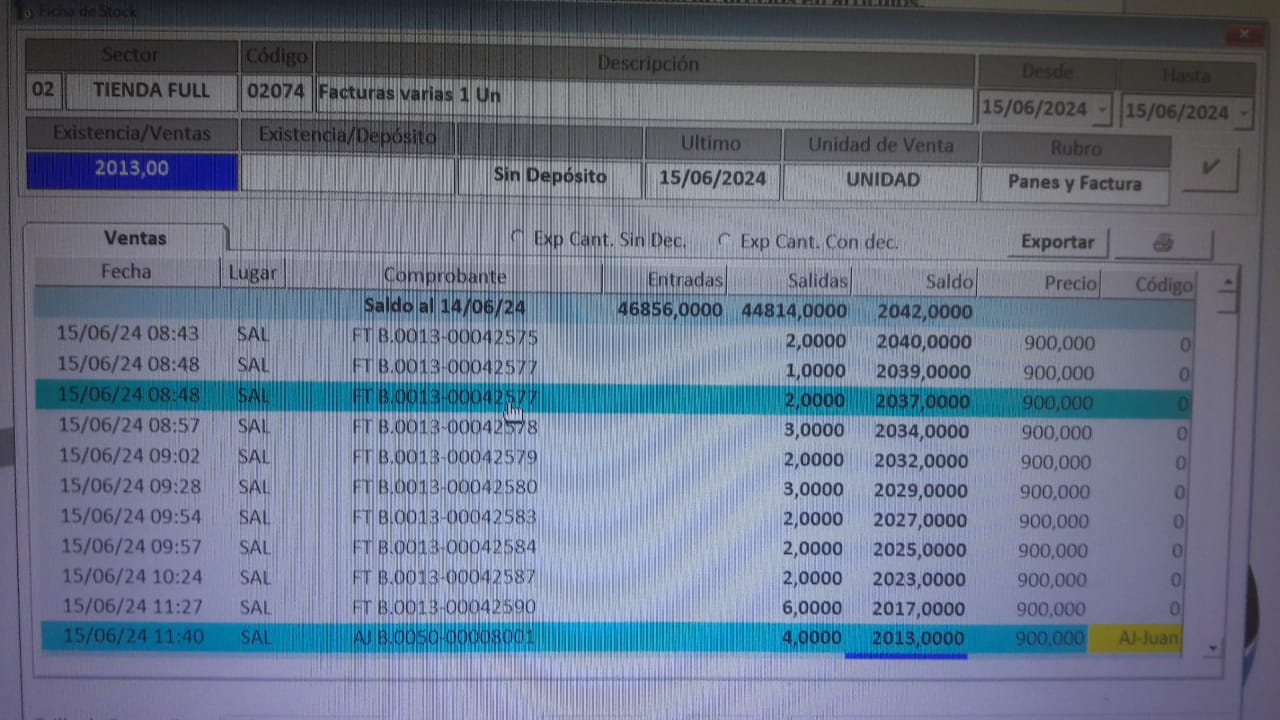 Ficha de Stock
Sector Código Descripción Desde Hasta
02 TIENDA FULL 02074 Facturas varias 1 Un 15/06/2024 15/06/2024
Existencia/Ventas Existencia/Depósito Ultimo Unidad de Venta Rubro
2013,00 Sin Depósito 15/06/2024 UNIDAD Panes y Factura
Ventas Exp Cant. Sin Dec. Exp Cant. Con dec. Exportar
Fecha Lugar Comprobante Entradas Salidas Saldo Precio Código
Saldo al 14/06/24 46856,0000 44814,0000 2042,0000
15/06/24 08:43 SAL FT B.0013-00042575 2,0000 2040,0000 900,000 0
15/06/24 08:48 SAL FT B.0013-00042577 1,0000 2039,0000 900,000 0
15/06/24 08:48 SAL FT B.0013-00042577 2,0000 2037,0000 900,000 0
15/06/24 08:57 SAL FT B.0013-00042578 3,0000 2034,0000 900,000 0
15/06/24 09:02 SAL FT B.0013-00042579 2,0000 2032,0000 900,000 0
15/06/24 09:28 SAL FT B.0013-00042580 3,0000 2029,0000 900,000 0
15/06/24 09:54 SAL FT B.0013-00042583 2,0000 2027,0000 900,000 0
15/06/24 09:57 SAL FT B.0013-00042584 2,0000 2025,0000 900,000 0
15/06/24 10:24 SAL FT B.0013-00042587 2,0000 2023,0000 900,000 0
15/06/24 11:27 SAL FT B.0013-00042590 6,0000 2017,0000 900,000 0
15/06/24 11:40 SAL AJ B.0050-00008001 4,0000 2013,0000 900,000 AJ-Juan